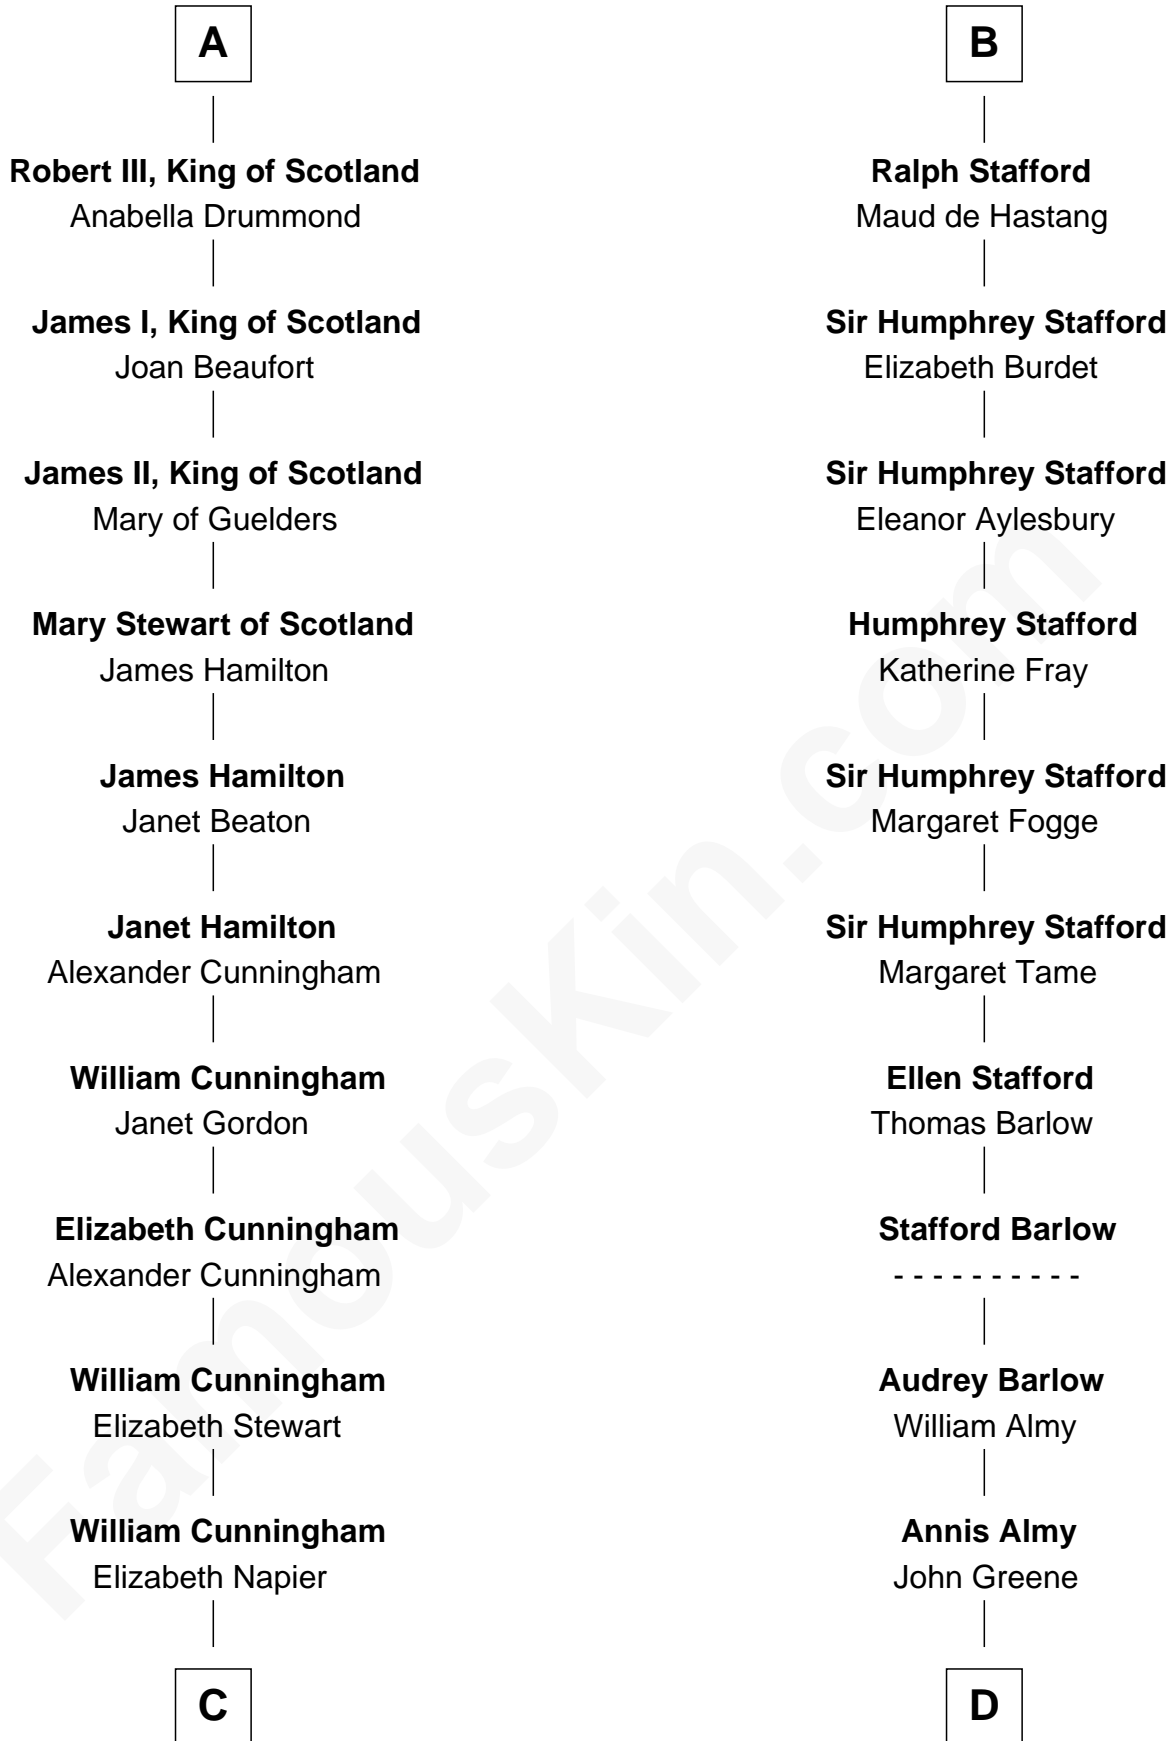 A
Robert III, King of Scotland
Anabella Drummond
James I, King of Scotland
Joan Beaufort
James II, King of Scotland
Mary of Guelders
Mary Stewart of Scotland
James Hamilton
James Hamilton
Janet Beaton
Janet Hamilton
Alexander Cunningham
William Cunningham
Janet Gordon
Elizabeth Cunningham
Alexander Cunningham
William Cunningham
Elizabeth Stewart
William Cunningham
Elizabeth Napier
C
B
Ralph Stafford
Maud de Hastang
Sir Humphrey Stafford
Elizabeth Burdet
Sir Humphrey Stafford
Eleanor Aylesbury
Humphrey Stafford
Katherine Fray
Sir Humphrey Stafford
Margaret Fogge
Sir Humphrey Stafford
Margaret Tame
Ellen Stafford
Thomas Barlow
Stafford Barlow
- - - - - - - - - -
Audrey Barlow
William Almy
Annis Almy
John Greene
D
FamousKin.com